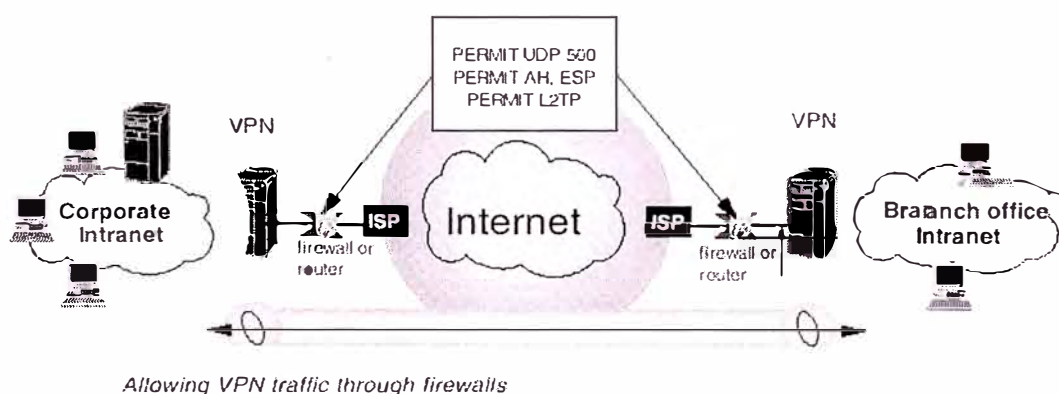 PERMIT UDP 500
PERMIT AH, ESP
PERMIT L2TP
VPN
VPN
Corporate
Intranet
ISP
Internet
ISP
Braanch office
Intranet
firewall or
router
firewall or
router
Allowing VPN traffic through firewalls